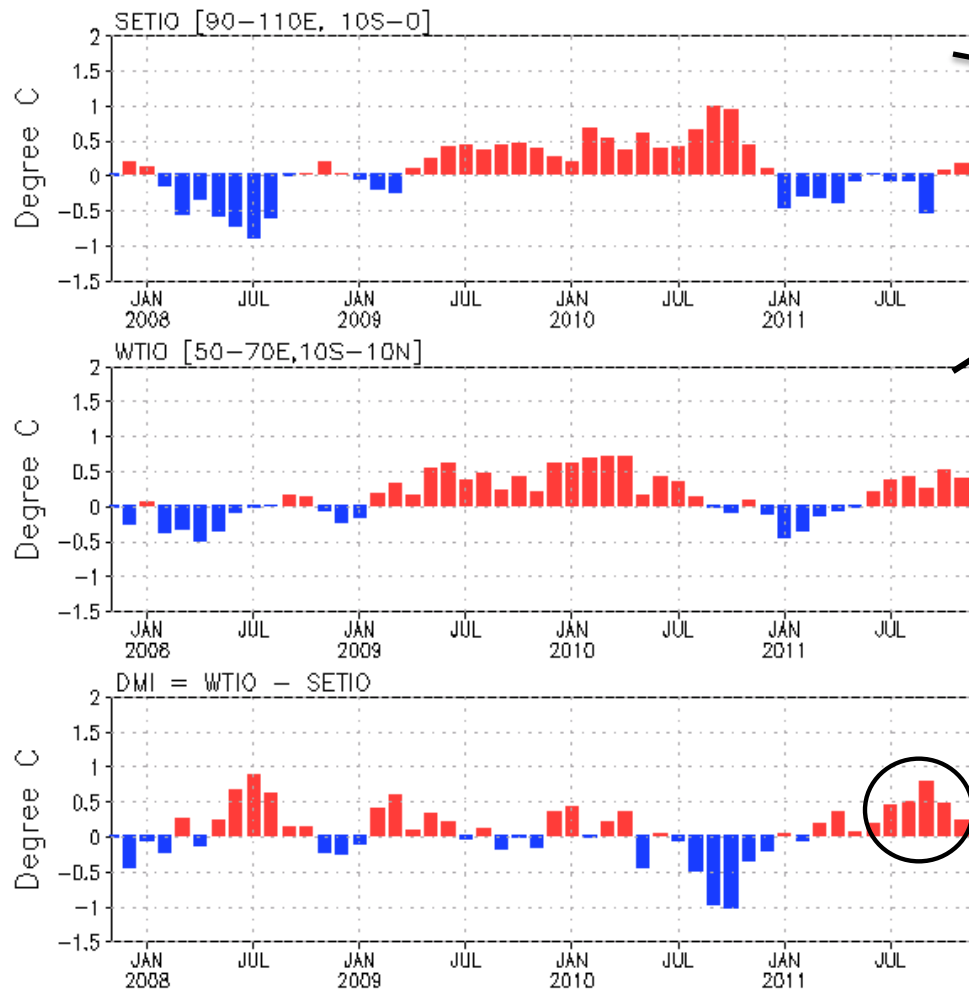 SETIO [90-110E, 10S-0]
Degree C
2
1.5
1
0.5
0
-0.5
-1
-1.5
JAN JUL JAN JUL JAN JUL JAN JUL
2008 2009 2010 2011
WTIO [50-70E,10S-10N]
Degree C
2
1.5
1
0.5
0
-0.5
-1
-1.5
JAN JUL JAN JUL JAN JUL JAN JUL
2008 2009 2010 2011
DMI = WTIO - SETIO
Degree C
2
1.5
1
0.5
0
-0.5
-1
-1.5
JAN JUL JAN JUL JAN JUL JAN JUL
2008 2009 2010 2011